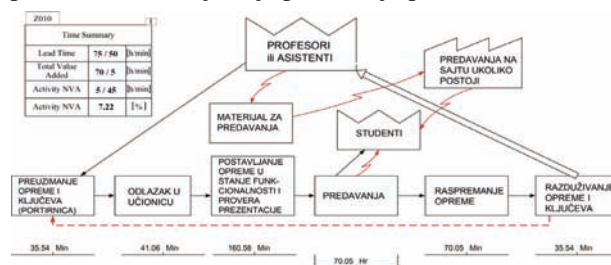 Z010
Time Summary
Lead Time 75 / 50 [h/min]
Total Value Added 70 / 5 [h/min]
Activity NVA 5 / 45 [h/min]
Activity NVA 7.22 [%]
PROFESORI
ili ASISTENTI
PREDAVANJA NA
SAJTU UKOLIKO
POSTOJI
MATERIJAL ZA
PREDAVANJA
STUDENTI
PREUZIMANJE
OPREME I
KLJUČEVA
(PORTIRNICA)
ODLAZAK U
UČIONICU
POSTAVLJANJE
OPREME U
STANJE FUNK-
CIONALNOSTI I
PROVERA
PREZENTACIJE
PREDAVANJA
RASPREMANJE
OPREME
RAZDUŽIVANJE
OPREME I
KLJUČEVA
35.54 Min
41.06 Min
160.58 Min
70.05 Hr
70.05 Min
35.54 Min